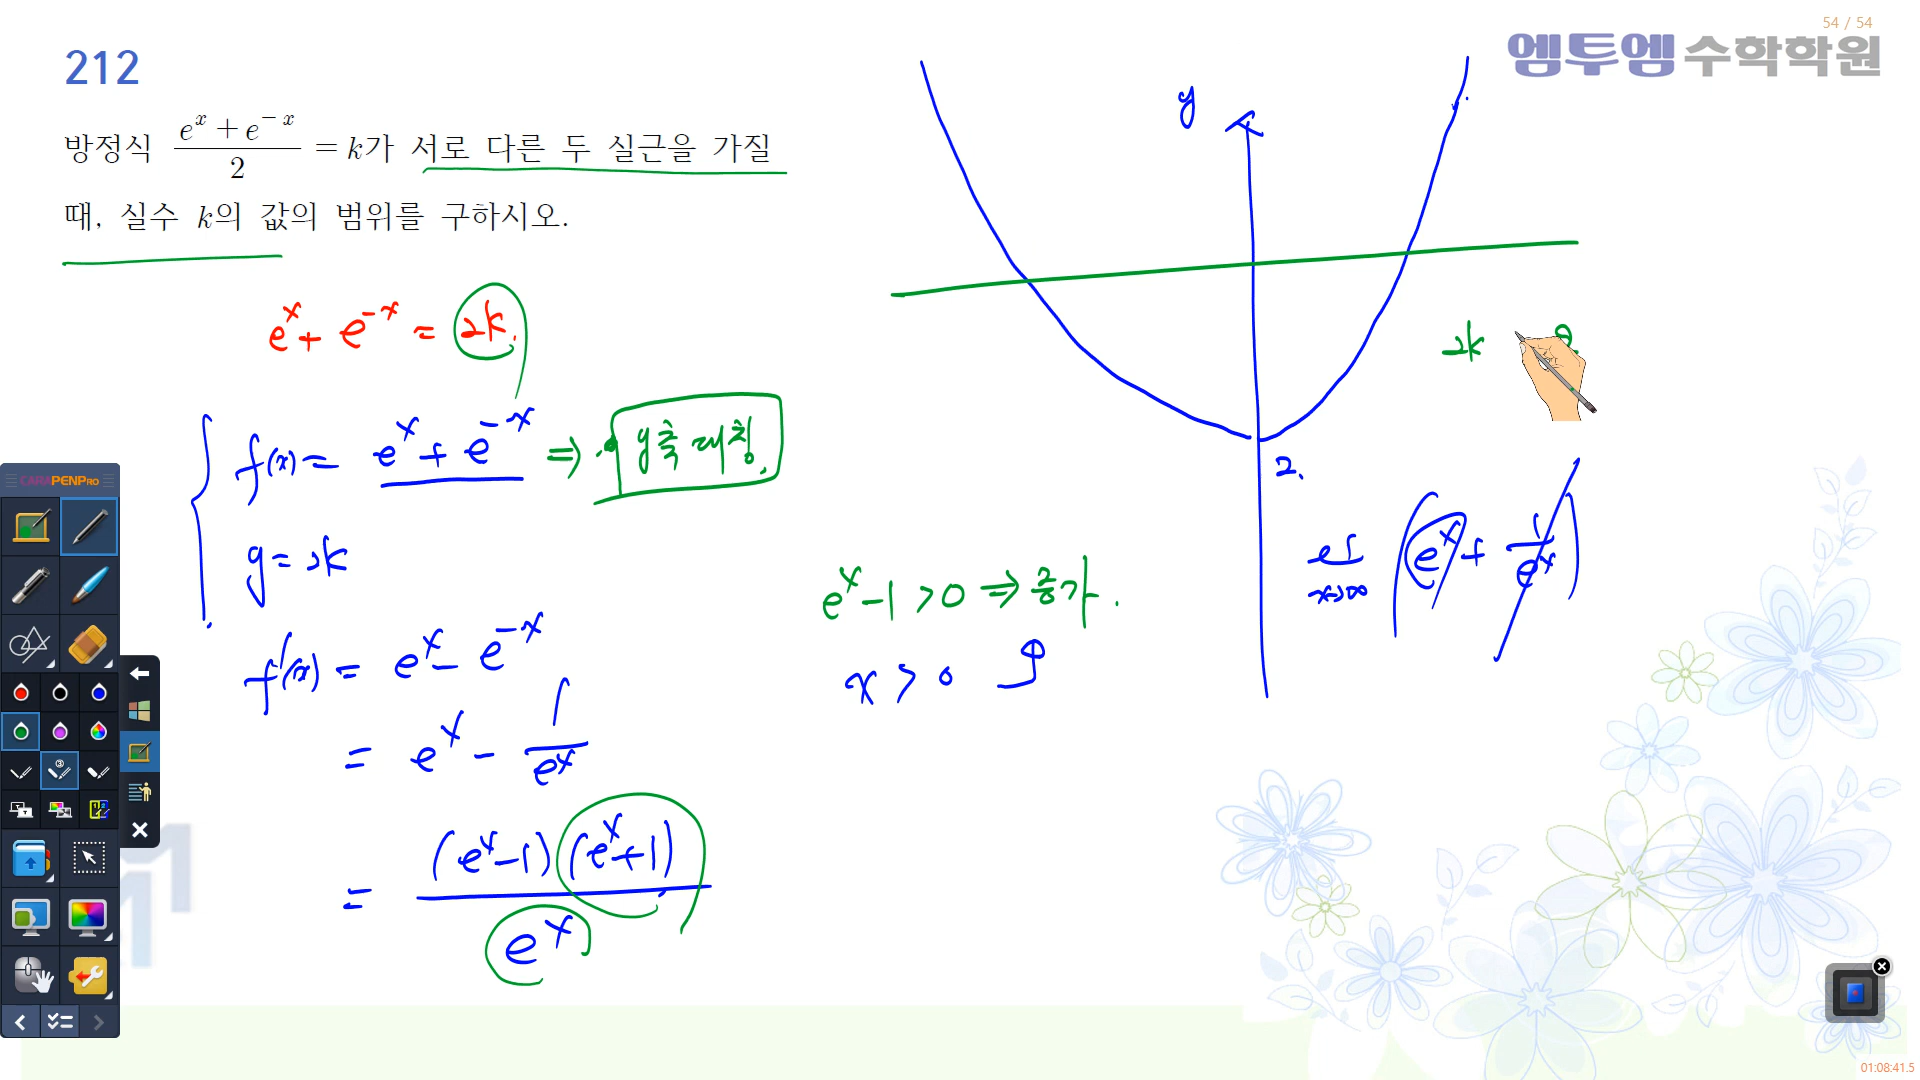 54 / 54
엠투엠 수학학원
212
방정식 (e^x + e^{-x})/2 = k가 서로 다른 두 실근을 가질
때, 실수 k의 값의 범위를 구하시오.
e^x + e^{-x} = 2k.
f(x) = e^x + e^{-x} ⇒ y축 대칭.
y = 2k
f'(x) = e^x - e^{-x}
= e^x - 1/e^x
= (e^x-1)(e^x+1)/e^x
e^x-1 > 0 ⇒ 증가.
x > 0
y
2k
2.
x→∞ (e^x + 1/e^x)
CARAPENPRO
01:08:41.5